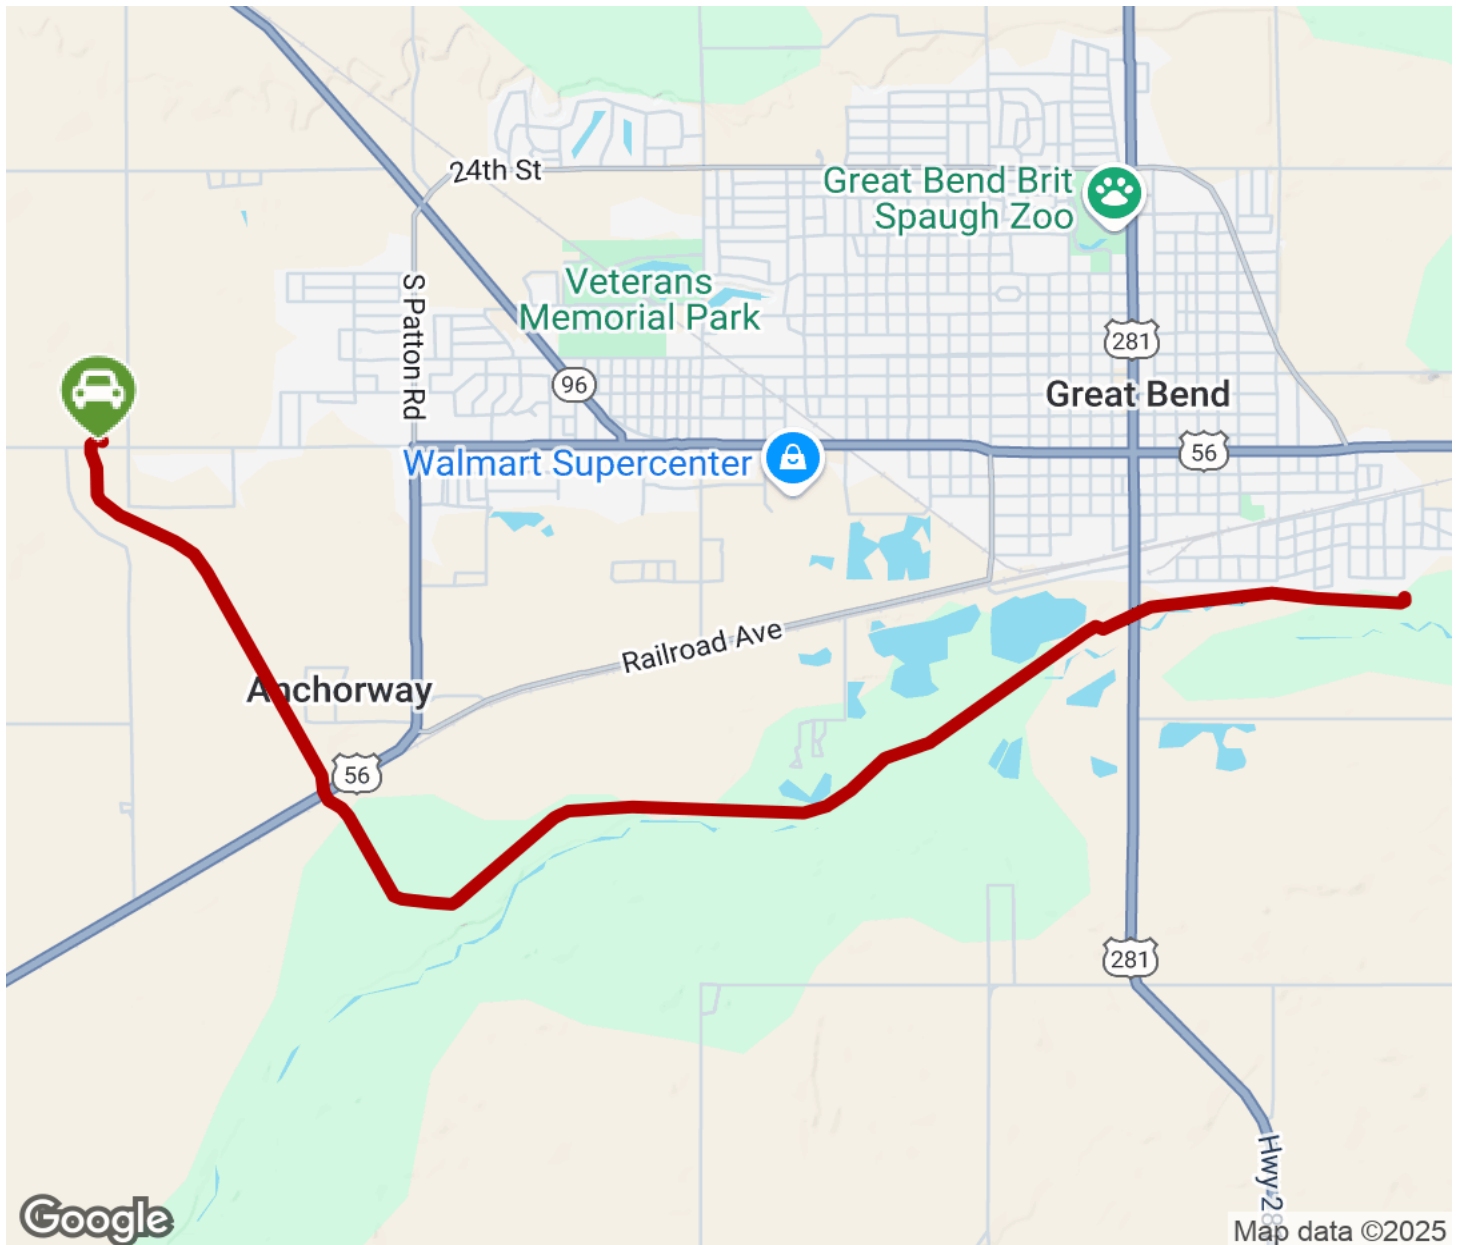 24th St
Great Bend Brit
Spaugh Zoo
Veterans
Memorial Park
S Patton Rd
281
96
Great Bend
Walmart Supercenter
56
Railroad Ave
Anchorway
56
281
Google
Map data ©2025